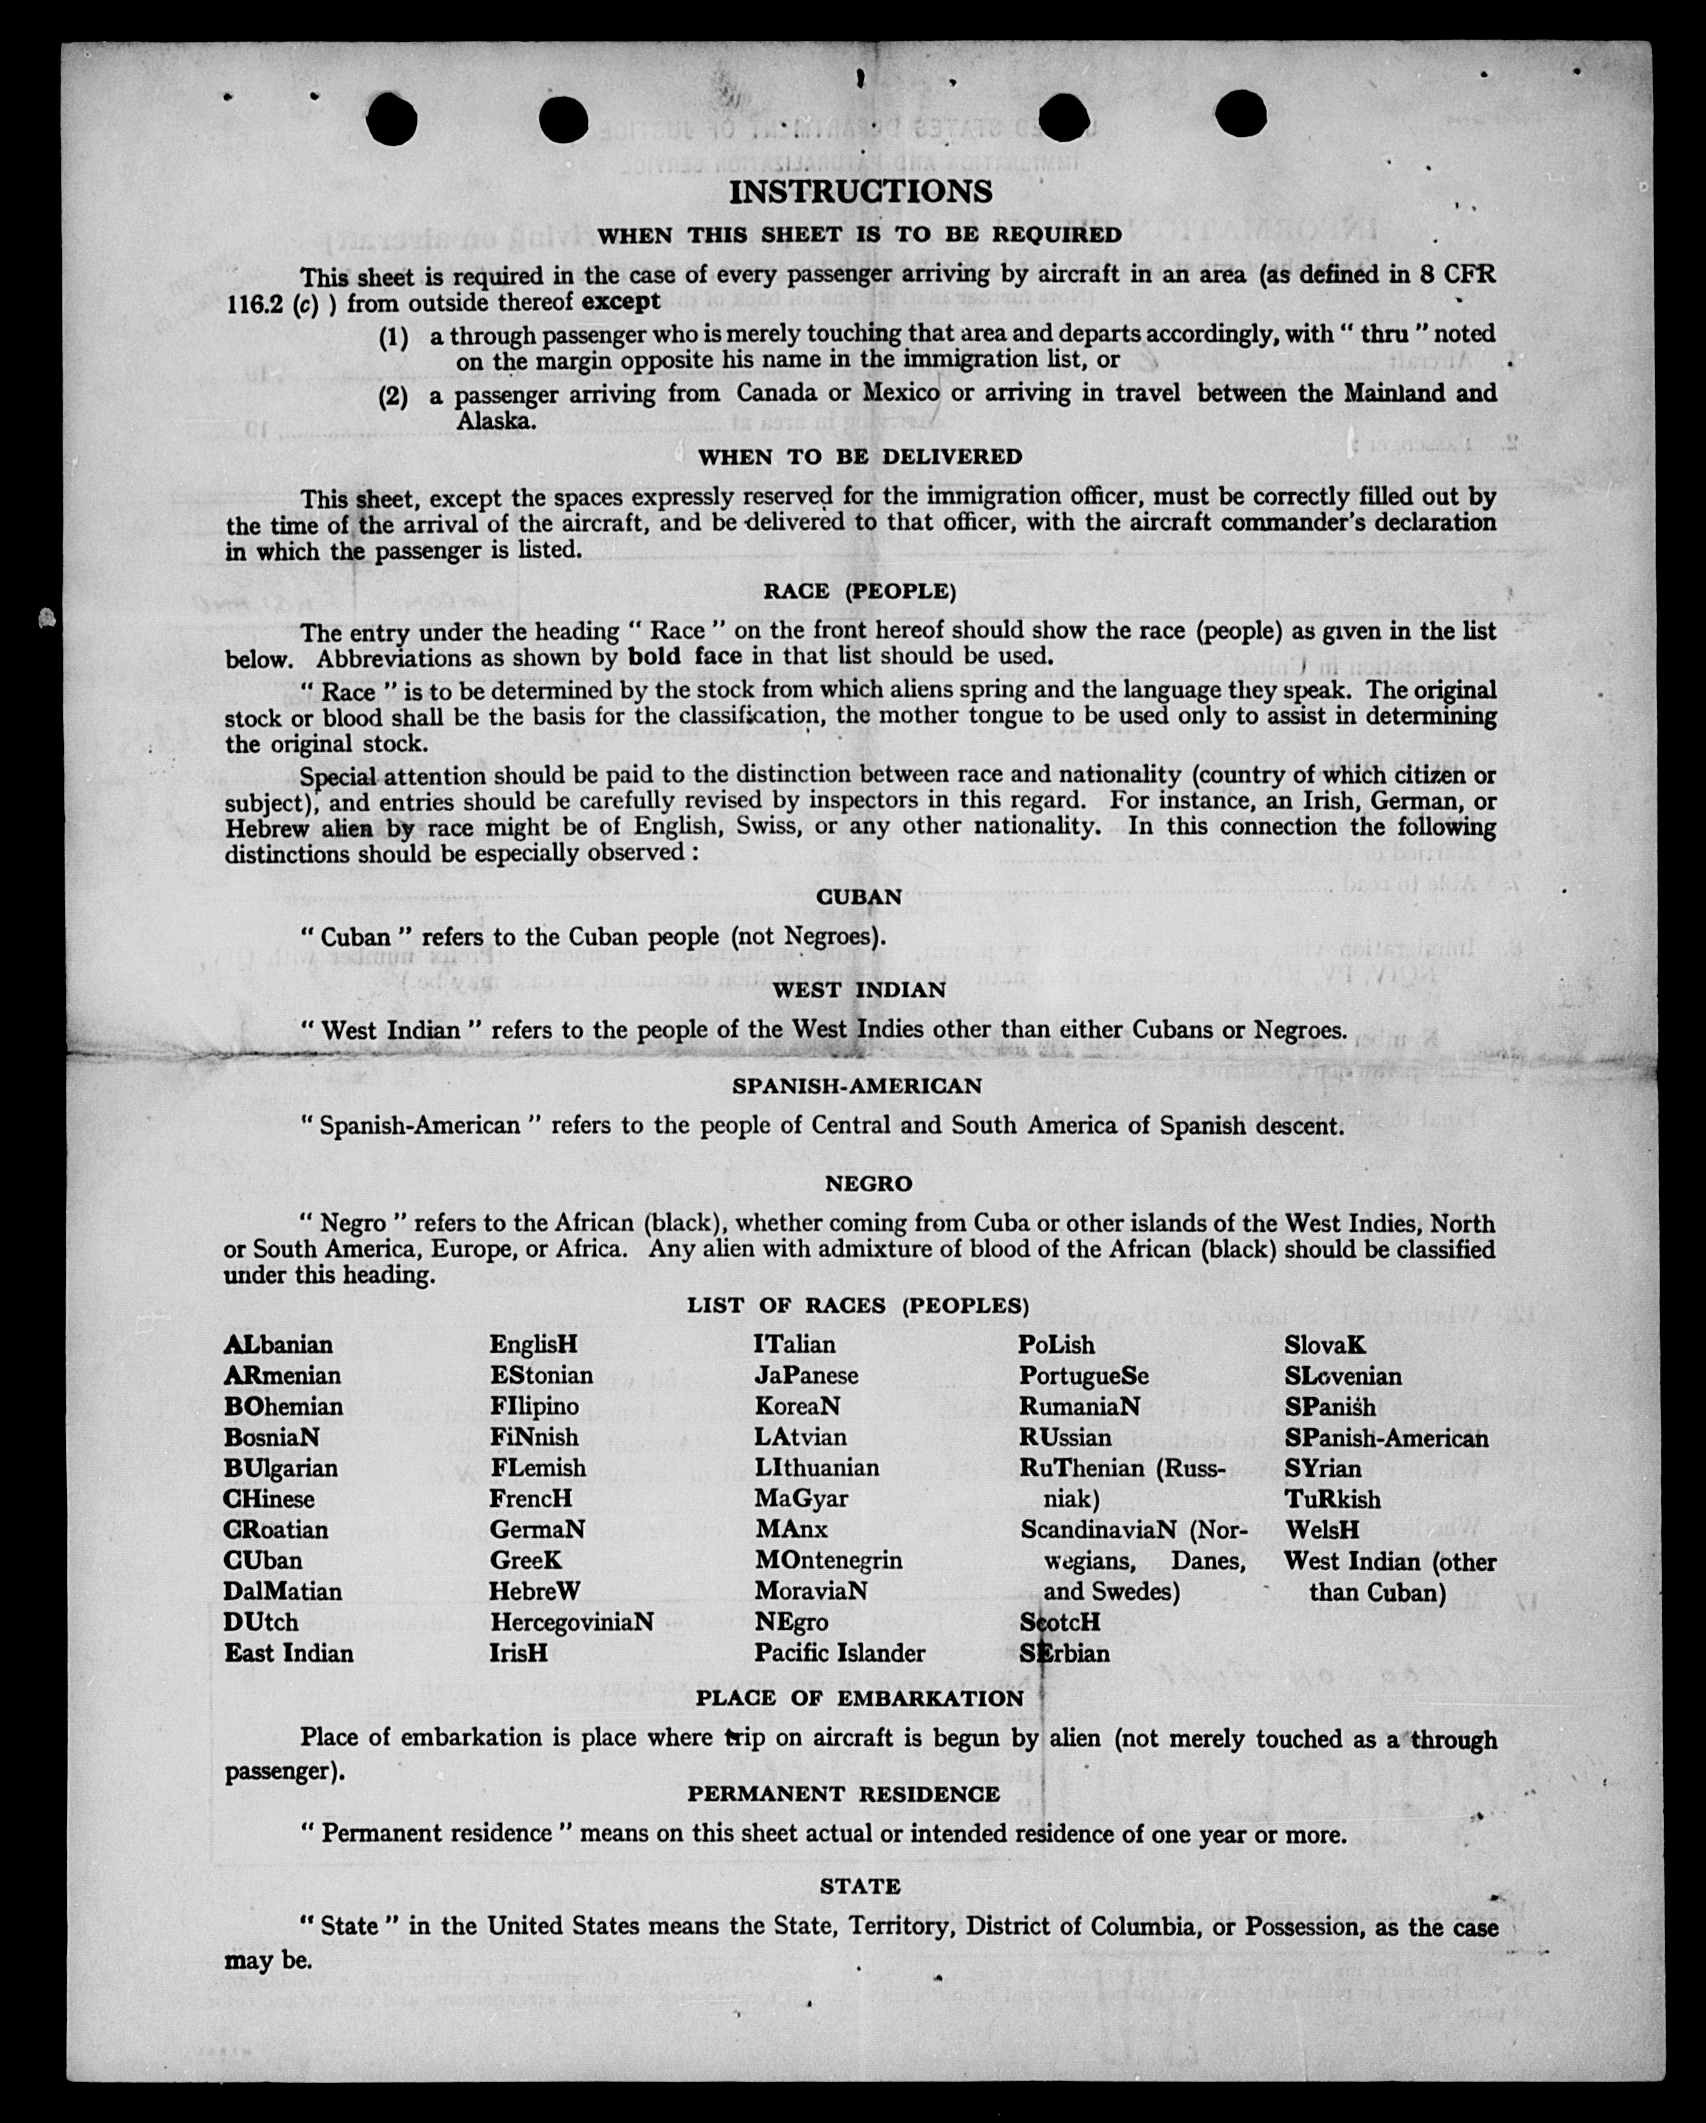 INSTRUCTIONS
WHEN THIS SHEET IS TO BE REQUIRED
This sheet is required in the case of every passenger arriving by aircraft in an area (as defined in 8 CFR
116.2 (c) ) from outside thereof except
(1) a through passenger who is merely touching that area and departs accordingly, with “ thru ” noted
on the margin opposite his name in the immigration list, or
(2) a passenger arriving from Canada or Mexico or arriving in travel between the Mainland and
Alaska.
WHEN TO BE DELIVERED
This sheet, except the spaces expressly reserved for the immigration officer, must be correctly filled out by
the time of the arrival of the aircraft, and be delivered to that officer, with the aircraft commander's declaration
in which the passenger is listed.
RACE (PEOPLE)
The entry under the heading “ Race ” on the front hereof should show the race (people) as given in the list
below. Abbreviations as shown by bold face in that list should be used.
“ Race ” is to be determined by the stock from which aliens spring and the language they speak. The original
stock or blood shall be the basis for the classification, the mother tongue to be used only to assist in determining
the original stock.
Special attention should be paid to the distinction between race and nationality (country of which citizen or
subject), and entries should be carefully revised by inspectors in this regard. For instance, an Irish, German, or
Hebrew alien by race might be of English, Swiss, or any other nationality. In this connection the following
distinctions should be especially observed :
CUBAN
“ Cuban ” refers to the Cuban people (not Negroes).
WEST INDIAN
“ West Indian ” refers to the people of the West Indies other than either Cubans or Negroes.
SPANISH-AMERICAN
“ Spanish-American ” refers to the people of Central and South America of Spanish descent.
NEGRO
“ Negro ” refers to the African (black), whether coming from Cuba or other islands of the West Indies, North
or South America, Europe, or Africa. Any alien with admixture of blood of the African (black) should be classified
under this heading.
LIST OF RACES (PEOPLES)
ALbanian
ARmenian
BOhemian
BosniaN
BUlgarian
CHinese
CRoatian
CUban
DalMatian
DUtch
East Indian
EnglisH
EStonian
FIlipino
FiNnish
FLemish
FrencH
GermaN
GreeK
HebreW
HercegoviniaN
IrisH
ITalian
JaPanese
KoreaN
LAtvian
LIthuanian
MaGyar
MAnx
MOntenegrin
MoraviaN
NEgro
Pacific Islander
PoLish
PortugueSe
RumaniaN
RUssian
RuThenian (Russ-
niak)
ScandinaviaN (Nor-
wegians, Danes,
and Swedes)
ScotcH
SErbian
SlovaK
SLovenian
SPanish
SPanish-American
SYrian
TuRkish
WelsH
West Indian (other
than Cuban)
PLACE OF EMBARKATION
Place of embarkation is place where trip on aircraft is begun by alien (not merely touched as a through
passenger).
PERMANENT RESIDENCE
“ Permanent residence ” means on this sheet actual or intended residence of one year or more.
STATE
“ State ” in the United States means the State, Territory, District of Columbia, or Possession, as the case
may be.